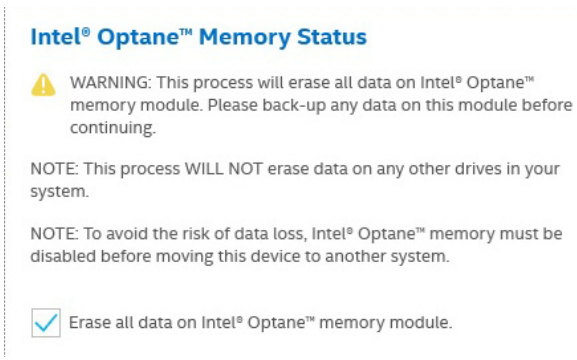 Intel® Optane™ Memory Status
WARNING: This process will erase all data on Intel® Optane™
memory module. Please back-up any data on this module before
continuing.
NOTE: This process WILL NOT erase data on any other drives in your
system.
NOTE: To avoid the risk of data loss, Intel® Optane™ memory must be
disabled before moving this device to another system.
Erase all data on Intel® Optane™ memory module.